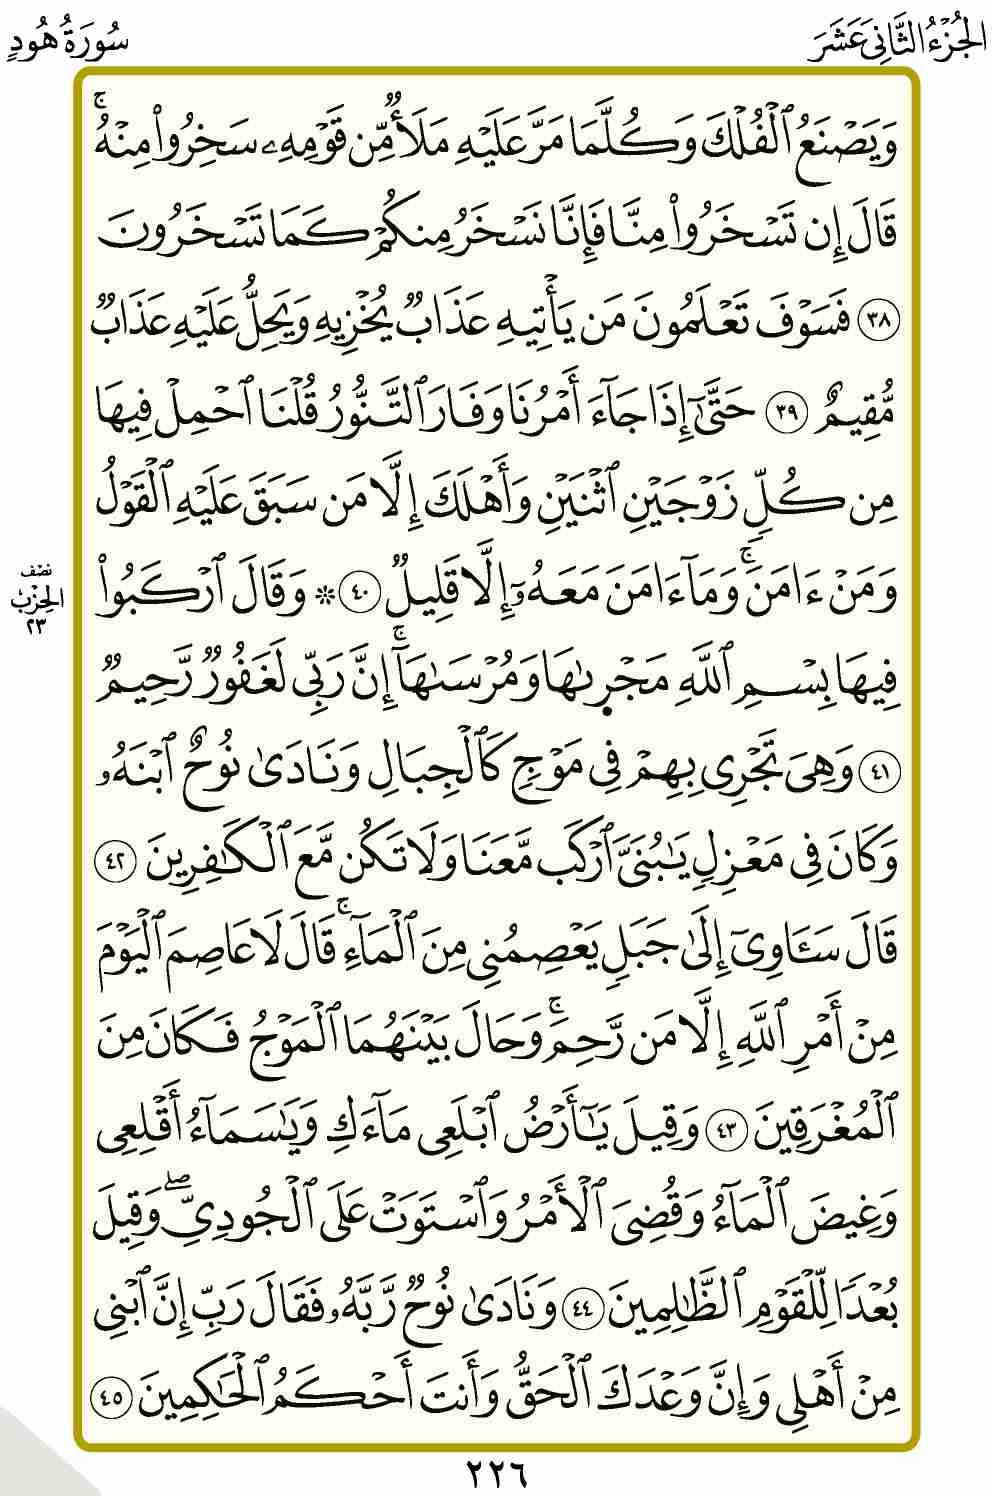 الجُزْءُ الثَّانِي عَشَرَ
سُورَةُ هُودٍ
وَيَصْنَعُ ٱلْفُلْكَ وَكُلَّمَا مَرَّ عَلَيْهِ مَلَأٌ مِّن قَوْمِهِۦ سَخِرُوا۟ مِنْهُ ۚ
قَالَ إِن تَسْخَرُوا۟ مِنَّا فَإِنَّا نَسْخَرُ مِنكُمْ كَمَا تَسْخَرُونَ
٣٨ فَسَوْفَ تَعْلَمُونَ مَن يَأْتِيهِ عَذَابٌ يُخْزِيهِ وَيَحِلُّ عَلَيْهِ عَذَابٌ
مُّقِيمٌ ٣٩ حَتَّىٰٓ إِذَا جَآءَ أَمْرُنَا وَفَارَ ٱلتَّنُّورُ قُلْنَا ٱحْمِلْ فِيهَا
مِن كُلٍّ زَوْجَيْنِ ٱثْنَيْنِ وَأَهْلَكَ إِلَّا مَن سَبَقَ عَلَيْهِ ٱلْقَوْلُ
وَمَنْ ءَامَنَ ۚ وَمَآ ءَامَنَ مَعَهُۥٓ إِلَّا قَلِيلٌ ٤٠ ۞ وَقَالَ ٱرْكَبُوا۟
فِيهَا بِسْمِ ٱللَّهِ مَجْر۪ىٰهَا وَمُرْسَىٰهَآ ۚ إِنَّ رَبِّى لَغَفُورٌ رَّحِيمٌ
٤١ وَهِىَ تَجْرِى بِهِمْ فِى مَوْجٍ كَٱلْجِبَالِ وَنَادَىٰ نُوحٌ ٱبْنَهُۥ
وَكَانَ فِى مَعْزِلٍ يَـٰبُنَىَّ ٱرْكَب مَّعَنَا وَلَا تَكُن مَّعَ ٱلْكَـٰفِرِينَ ٤٢
قَالَ سَـَٔاوِىٓ إِلَىٰ جَبَلٍ يَعْصِمُنِى مِنَ ٱلْمَآءِ ۚ قَالَ لَا عَاصِمَ ٱلْيَوْمَ
مِنْ أَمْرِ ٱللَّهِ إِلَّا مَن رَّحِمَ ۚ وَحَالَ بَيْنَهُمَا ٱلْمَوْجُ فَكَانَ مِنَ
ٱلْمُغْرَقِينَ ٤٣ وَقِيلَ يَـٰٓأَرْضُ ٱبْلَعِى مَآءَكِ وَيَـٰسَمَآءُ أَقْلِعِى
وَغِيضَ ٱلْمَآءُ وَقُضِىَ ٱلْأَمْرُ وَٱسْتَوَتْ عَلَى ٱلْجُودِىِّ ۖ وَقِيلَ
بُعْدًا لِّلْقَوْمِ ٱلظَّـٰلِمِينَ ٤٤ وَنَادَىٰ نُوحٌ رَّبَّهُۥ فَقَالَ رَبِّ إِنَّ ٱبْنِى
مِنْ أَهْلِى وَإِنَّ وَعْدَكَ ٱلْحَقُّ وَأَنتَ أَحْكَمُ ٱلْحَـٰكِمِينَ ٤٥
نصف
الحزب
٢٣
٢٢٦